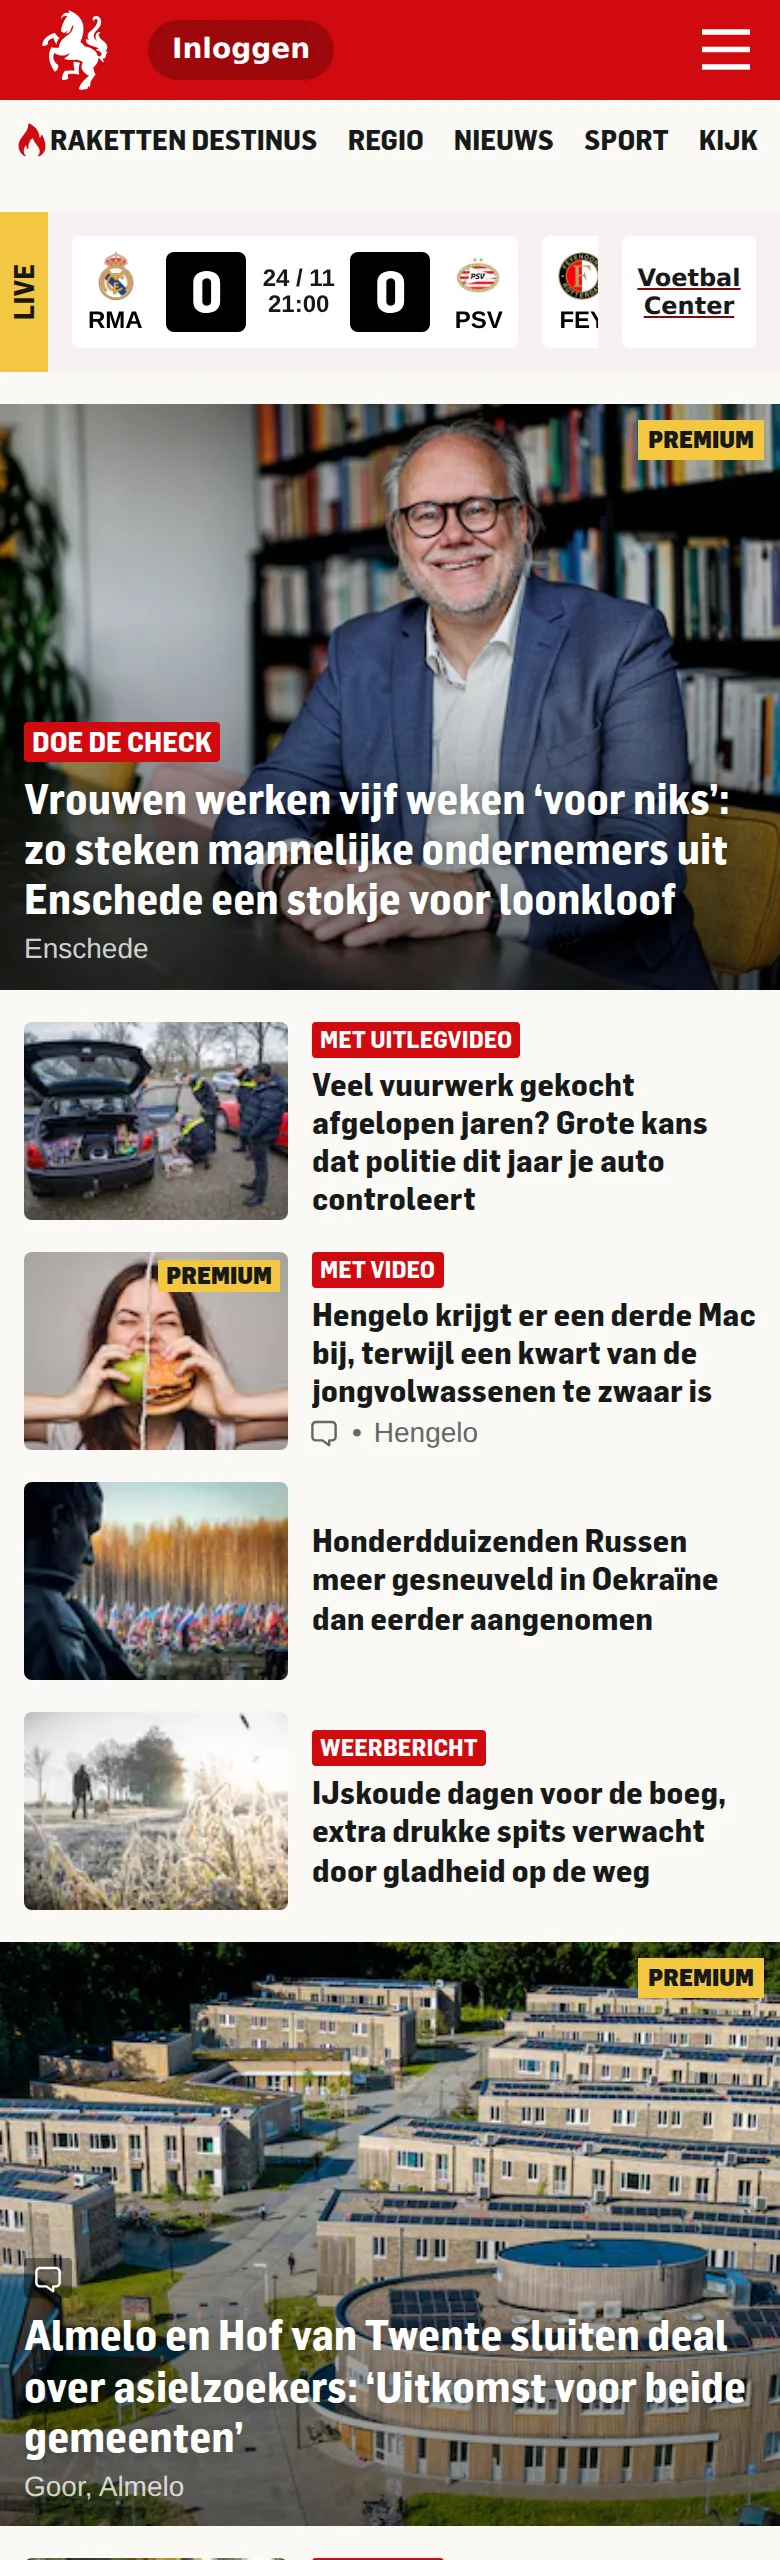 Inloggen
RAKETTEN DESTINUS REGIO NIEUWS SPORT KIJK
LIVE
RMA
0
24 / 11
21:00
0
PSV
PSV
FEY
Voetbal
Center
PREMIUM
DOE DE CHECK
Vrouwen werken vijf weken ‘voor niks’:
zo steken mannelijke ondernemers uit
Enschede een stokje voor loonkloof
Enschede
MET UITLEGVIDEO
Veel vuurwerk gekocht
afgelopen jaren? Grote kans
dat politie dit jaar je auto
controleert
PREMIUM
MET VIDEO
Hengelo krijgt er een derde Mac
bij, terwijl een kwart van de
jongvolwassenen te zwaar is
• Hengelo
Honderdduizenden Russen
meer gesneuveld in Oekraïne
dan eerder aangenomen
WEERBERICHT
IJskoude dagen voor de boeg,
extra drukke spits verwacht
door gladheid op de weg
PREMIUM
Almelo en Hof van Twente sluiten deal
over asielzoekers: ‘Uitkomst voor beide
gemeenten’
Goor, Almelo